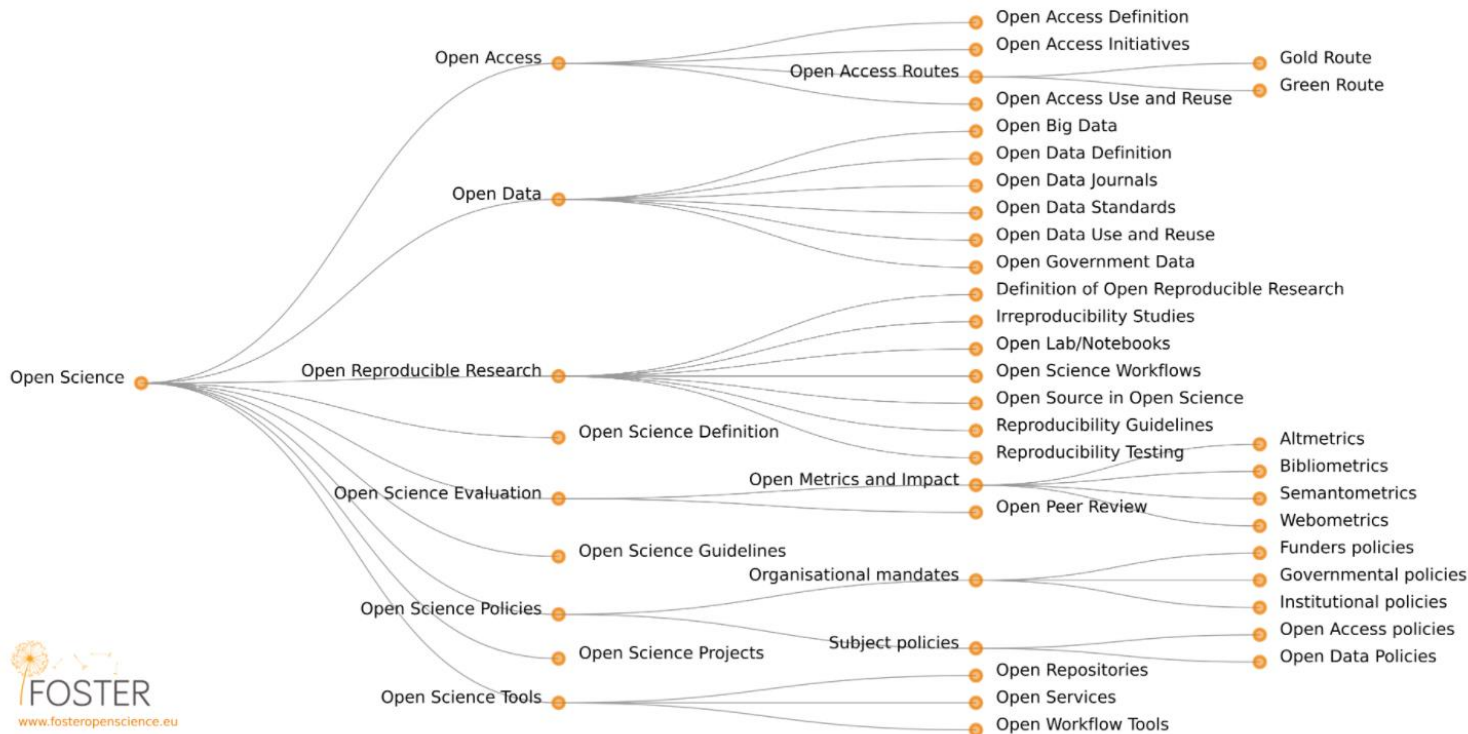 Open Science
Open Access
Open Access Definition
Open Access Initiatives
Open Access Routes
Gold Route
Green Route
Open Access Use and Reuse
Open Data
Open Big Data
Open Data Definition
Open Data Journals
Open Data Standards
Open Data Use and Reuse
Open Government Data
Open Reproducible Research
Definition of Open Reproducible Research
Irreproducibility Studies
Open Lab/Notebooks
Open Science Workflows
Open Source in Open Science
Reproducibility Guidelines
Reproducibility Testing
Open Science Definition
Open Science Evaluation
Open Metrics and Impact
Altmetrics
Bibliometrics
Semantometrics
Webometrics
Open Peer Review
Open Science Guidelines
Open Science Policies
Organisational mandates
Funders policies
Governmental policies
Institutional policies
Subject policies
Open Access policies
Open Data Policies
Open Science Projects
Open Science Tools
Open Repositories
Open Services
Open Workflow Tools
FOSTER
www.fosteropenscience.eu